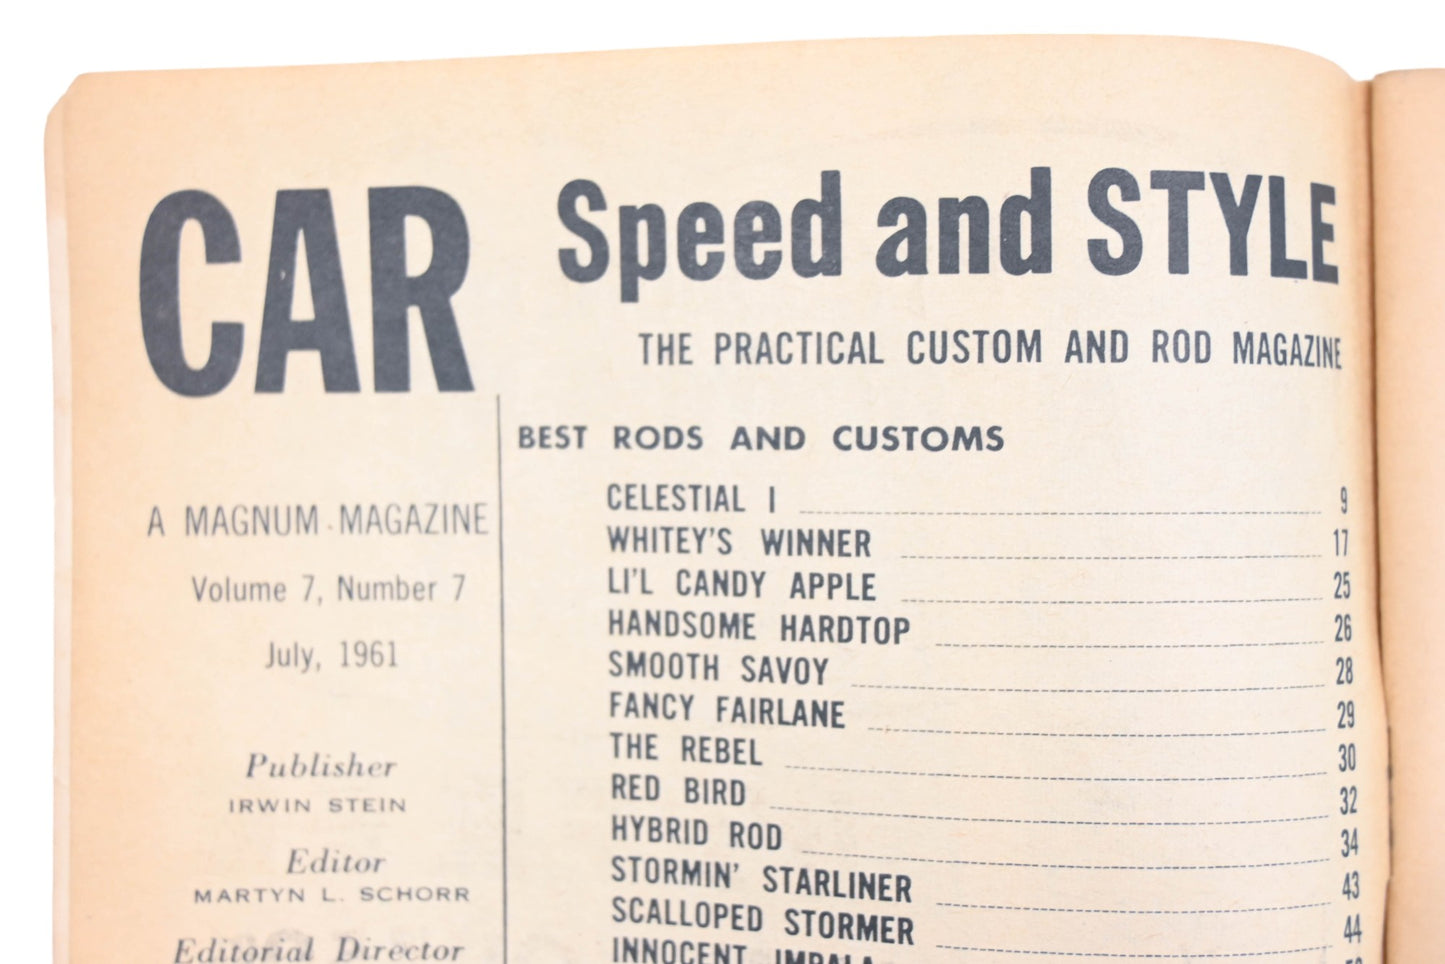 CAR Speed and STYLE
THE PRACTICAL CUSTOM AND ROD MAGAZINE
A MAGNUM MAGAZINE
Volume 7, Number 7
July, 1961
Publisher
IRWIN STEIN
Editor
MARTYN L. SCHORR
Editorial Director
BEST RODS AND CUSTOMS
CELESTIAL I 9
WHITEY'S WINNER 17
LI'L CANDY APPLE 25
HANDSOME HARDTOP 26
SMOOTH SAVOY 28
FANCY FAIRLANE 29
THE REBEL 30
RED BIRD 32
HYBRID ROD 34
STORMIN' STARLINER 43
SCALLOPED STORMER 44
INNOCENT IMPALA